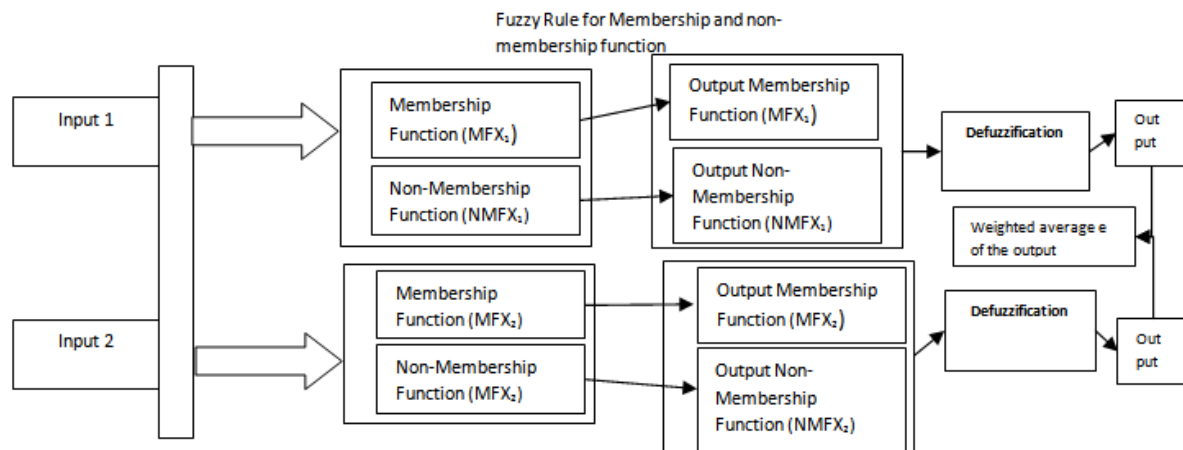 Fuzzy Rule for Membership and non-
membership function
Input 1
Membership
Function (MFX₁)
Non-Membership
Function (NMFX₁)
Output Membership
Function (MFX₁)
Output Non-
Membership
Function (NMFX₁)
Defuzzification
Out
put
Weighted average e
of the output
Input 2
Membership
Function (MFX₂)
Non-Membership
Function (MFX₂)
Output Membership
Function (MFX₂)
Output Non-
Membership
Function (NMFX₂)
Defuzzification
Out
put